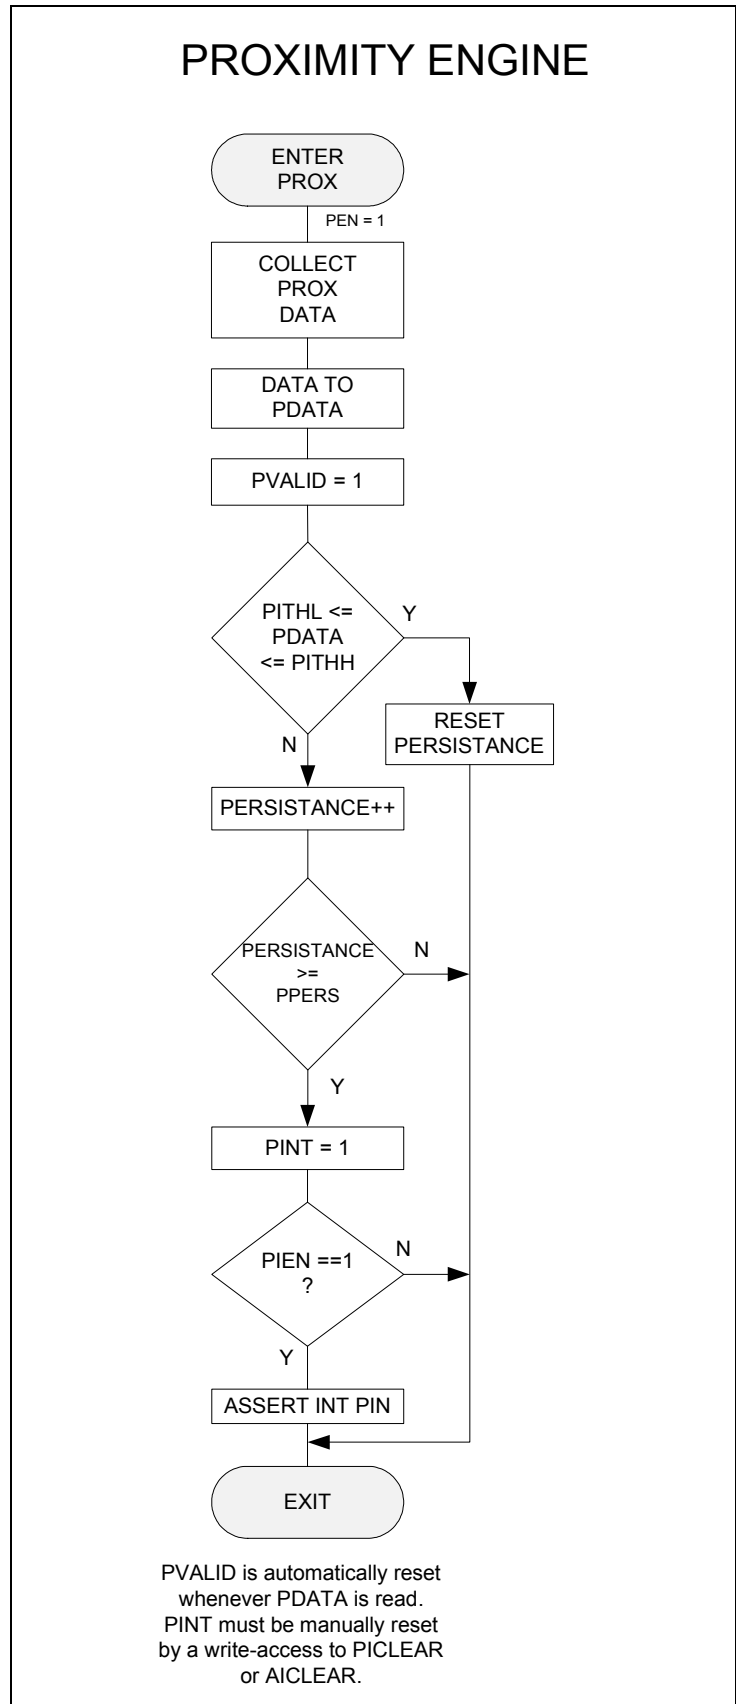 PROXIMITY ENGINE
ENTER
PROX
PEN = 1
COLLECT
PROX
DATA
DATA TO
PDATA
PVALID = 1
PITHL <=
PDATA
<= PITHH
Y
N
RESET
PERSISTANCE
PERSISTANCE++
PERSISTANCE
>=
PPERS
N
Y
PINT = 1
PIEN ==1
?
N
Y
ASSERT INT PIN
EXIT
PVALID is automatically reset
whenever PDATA is read.
PINT must be manually reset
by a write-access to PICLEAR
or AICLEAR.